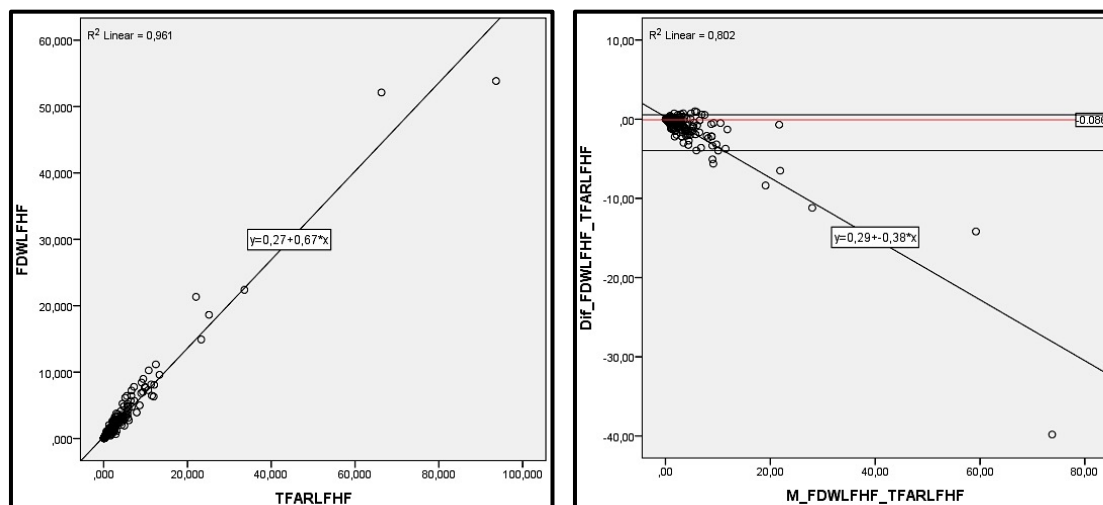 R² Linear = 0,961
60,000
50,000
40,000
30,000
20,000
10,000
,000
FDWLFHF
y=0,27+0,67*x
,000 20,000 40,000 60,000 80,000 100,000
TFARLFHF
R² Linear = 0,802
10,00
,00
-10,00
-20,00
-30,00
-40,00
Dif_FDWLFHF_TFARLFHF
-0.086
y=0,29+-0,38*x
,00 20,00 40,00 60,00 80,00
M_FDWLFHF_TFARLFHF